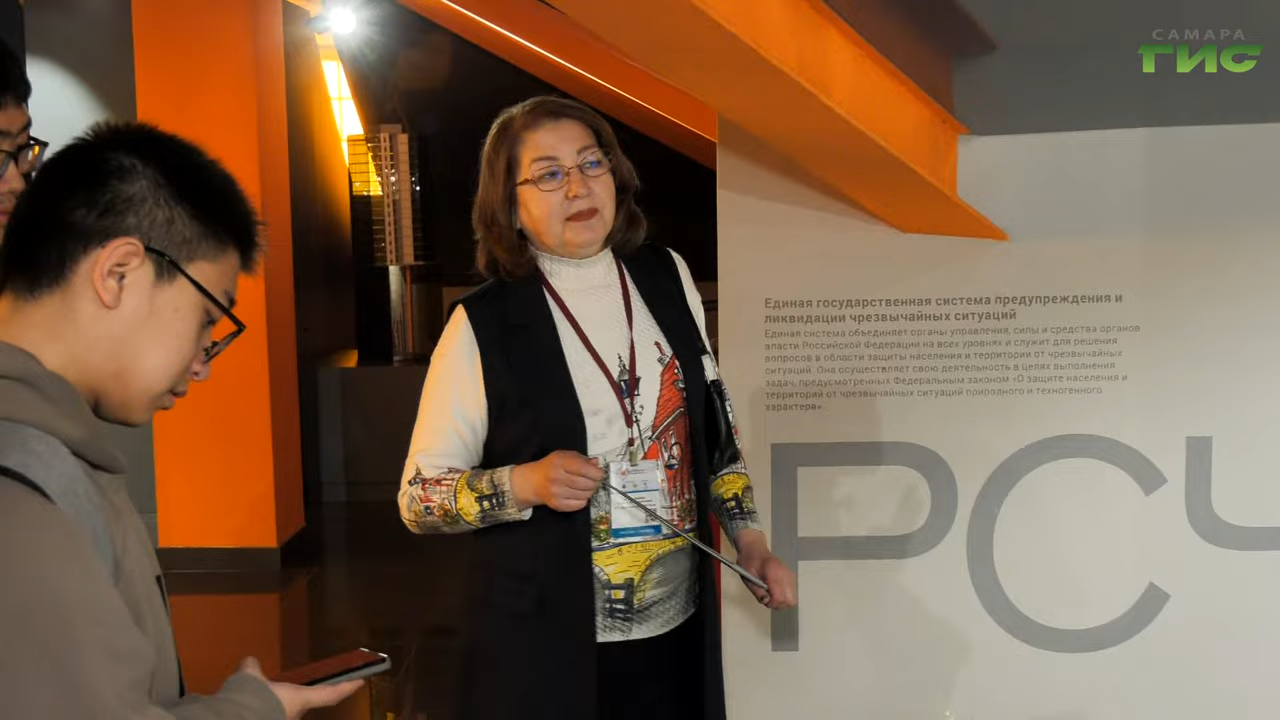 САМАРА
ГИС
Единая государственная система предупреждения и
ликвидации чрезвычайных ситуаций
Единая система объединяет органы управления, силы и средства органов
власти Российской Федерации на всех уровнях и служит для решения
вопросов в области защиты населения и территории от чрезвычайных
ситуаций. Она осуществляет свою деятельность в целях выполнения
задач, предусмотренных Федеральным законом «О защите населения и
территорий от чрезвычайных ситуаций природного и техногенного
характера».
РСЧ